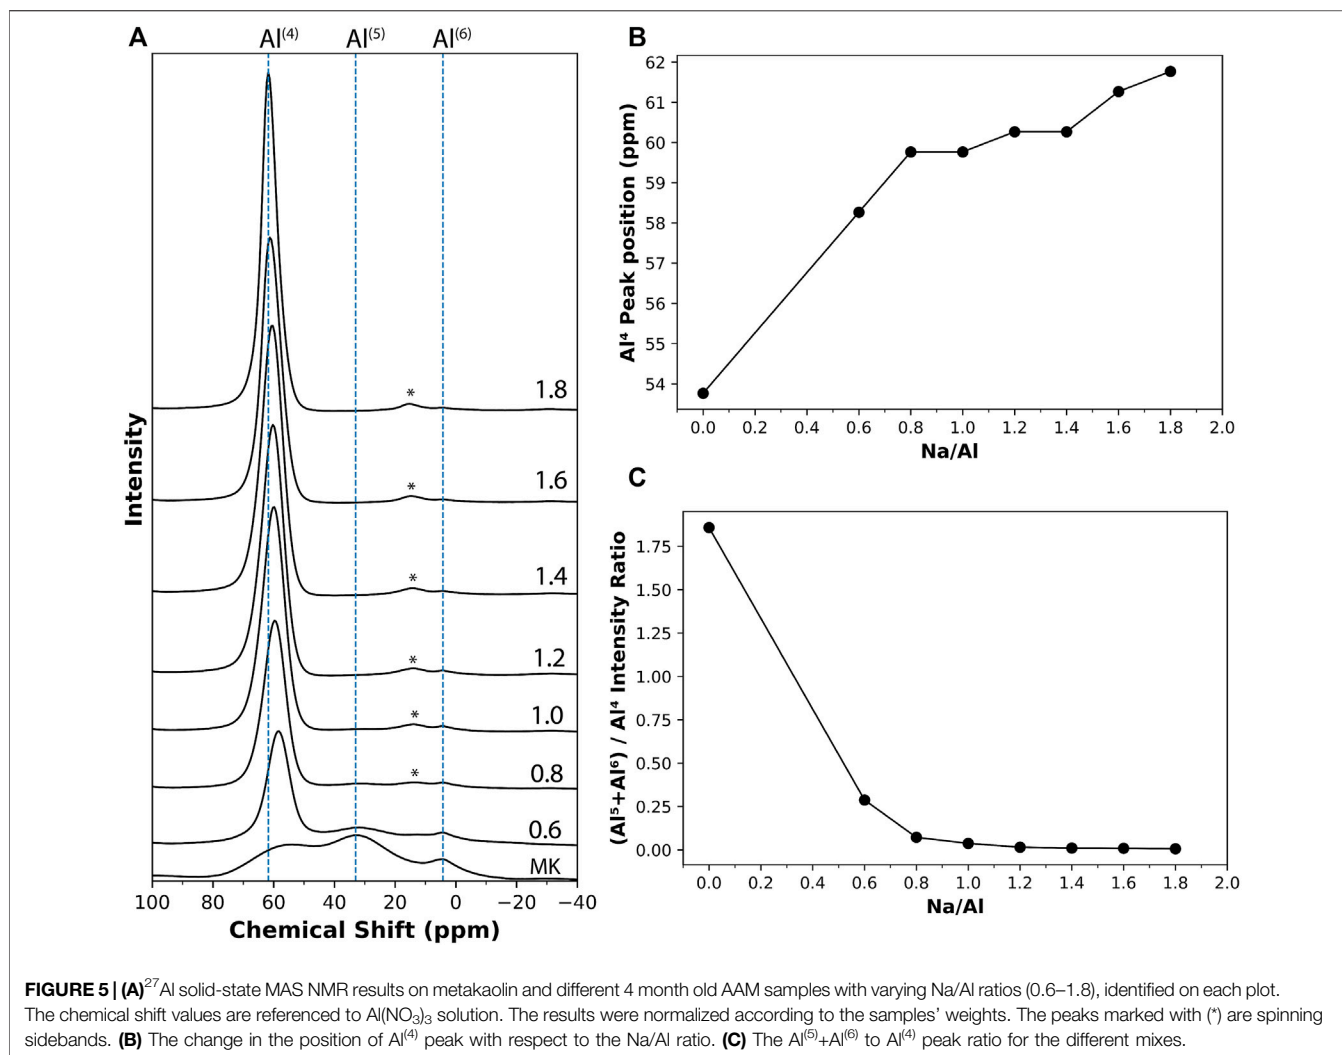 A
Al⁽⁴⁾ Al⁽⁵⁾ Al⁽⁶⁾
Intensity
1.8
*
1.6
*
1.4
*
1.2
*
1.0
*
0.8
*
0.6
MK
100 80 60 40 20 0 −20 −40
Chemical Shift (ppm)
B
Al⁴ Peak position (ppm)
62
61
60
59
58
57
56
55
54
0.0 0.2 0.4 0.6 0.8 1.0 1.2 1.4 1.6 1.8 2.0
Na/Al
C
(Al⁵+Al⁶) / Al⁴ Intensity Ratio
1.75
1.50
1.25
1.00
0.75
0.50
0.25
0.00
0.0 0.2 0.4 0.6 0.8 1.0 1.2 1.4 1.6 1.8 2.0
Na/Al
FIGURE 5 | (A)²⁷Al solid-state MAS NMR results on metakaolin and different 4 month old AAM samples with varying Na/Al ratios (0.6–1.8), identified on each plot.
The chemical shift values are referenced to Al(NO₃)₃ solution. The results were normalized according to the samples’ weights. The peaks marked with (*) are spinning
sidebands. (B) The change in the position of Al⁽⁴⁾ peak with respect to the Na/Al ratio. (C) The Al⁽⁵⁾+Al⁽⁶⁾ to Al⁽⁴⁾ peak ratio for the different mixes.